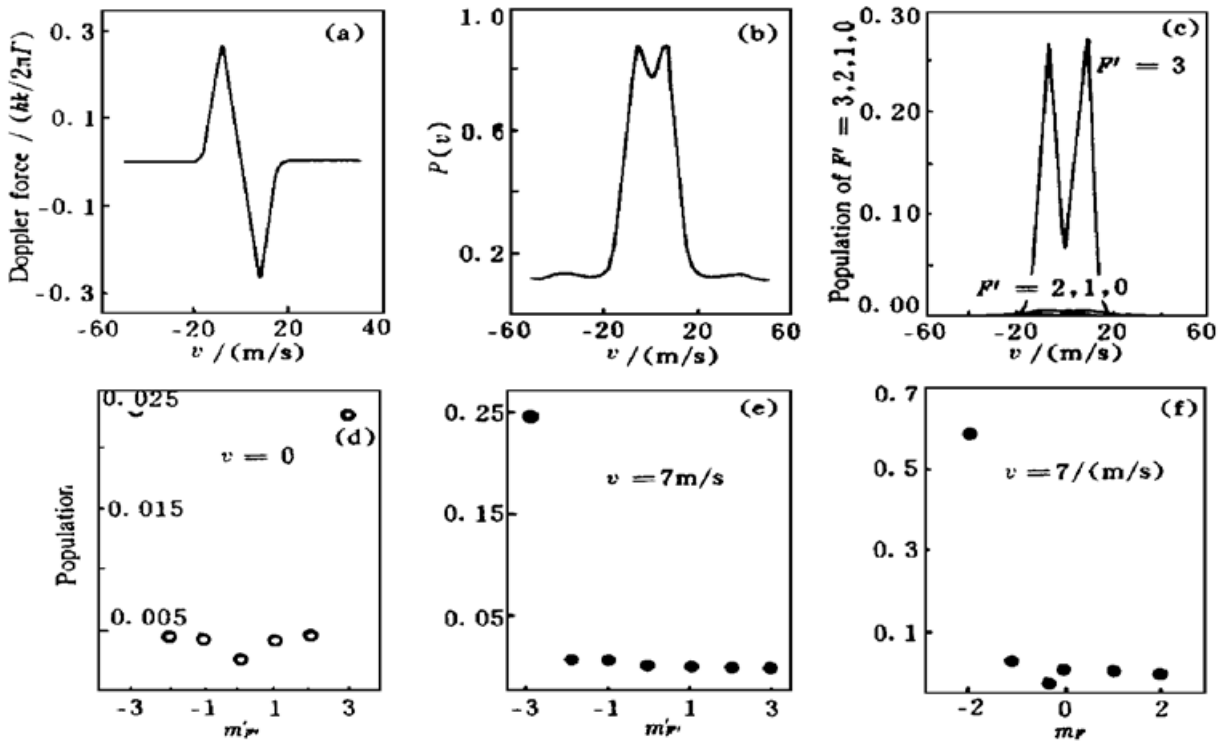 Doppler force / (hk/2πΓ)
0.3
0.1
-0.1
-0.3
(a)
-60
-20
20
40
v /(m/s)
P(v)
1.0
0.6
0.2
(b)
-60
-20
20
60
v /(m/s)
Population of F' = 3,2,1,0
0.30
0.20
0.10
0.00
(c)
F' = 3
F' = 2,1,0
-60
-20
20
60
v /(m/s)
Population
0.025
0.015
0.005
(d)
v = 0
-3
-1
1
3
m'F'
0.25
0.15
0.05
(e)
v = 7m/s
-3
-1
1
3
m'F'
0.7
0.5
0.3
0.1
(f)
v = 7/(m/s)
-2
0
2
mF